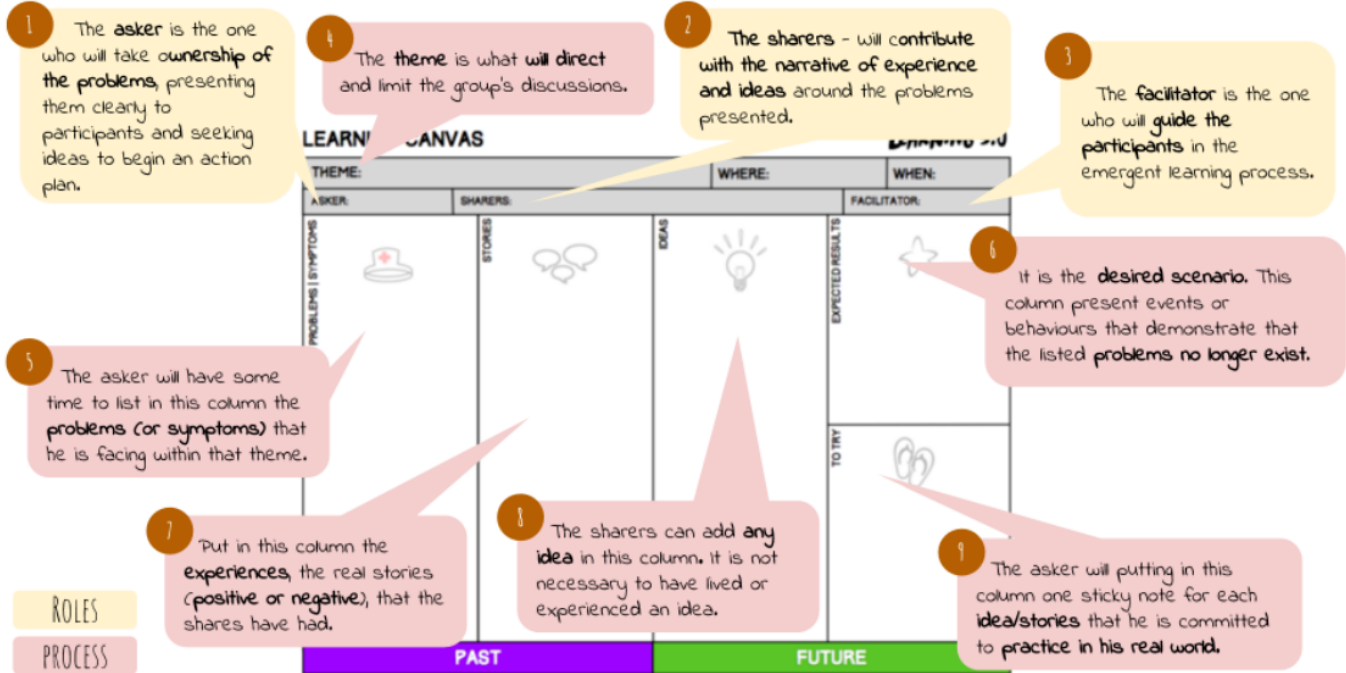 1
The asker is the one
who will take ownership of
the problems, presenting
them clearly to
participants and seeking
ideas to begin an action
plan.
4
The theme is what will direct
and limit the group's discussions.
2
The sharers - will contribute
with the narrative of experience
and ideas around the problems
presented.
3
The facilitator is the one
who will guide the
participants in the
emergent learning process.
CANVAS
THEME:
WHERE:
WHEN:
ASKER:
SHARERS:
FACILITATOR:
PROBLEMS | SYMPTOMS
STORIES
IDEAS
EXPECTED RESULTS
6
It is the desired scenario. This
column present events or
behaviours that demonstrate that
the listed problems no longer exist.
5
The asker will have some
time to list in this column the
problems (or symptoms) that
he is facing within that theme.
TO TRY
7
Put in this column the
experiences, the real stories
(positive or negative), that the
shares have had.
8
The sharers can add any
idea in this column. It is not
necessary to have lived or
experienced an idea.
9
The asker will putting in this
column one sticky note for each
idea/stories that he is committed
to practice in his real world.
ROLES
PROCESS
PAST
FUTURE